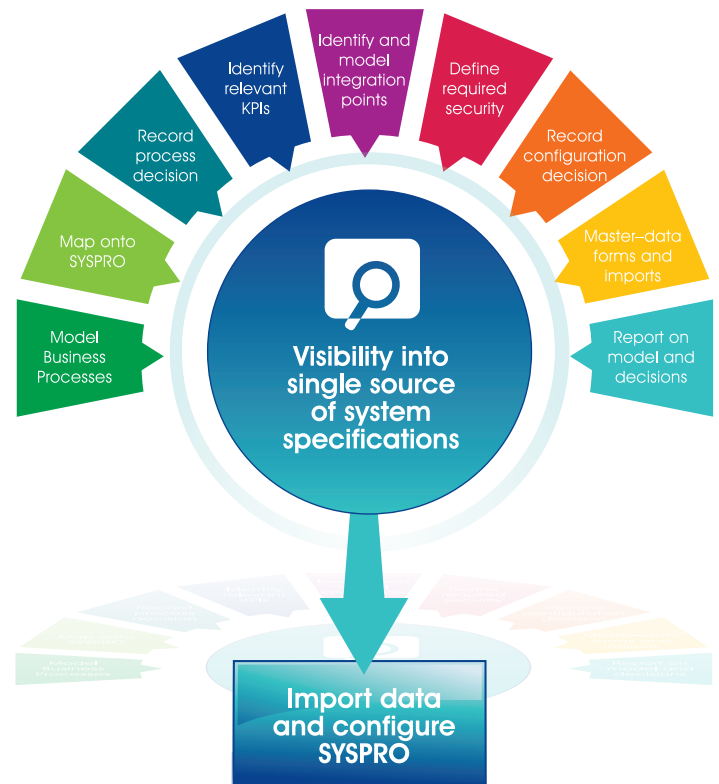 Model
Business
Processes
Map onto
SYSPRO
Record
process
decision
Identify
relevant
KPIs
Identify and
model
integration
points
Define
required
security
Record
configuration
decision
Master–data
forms and
imports
Report on
model and
decisions
Visibility into
single source
of system
specifications
Import data
and configure
SYSPRO